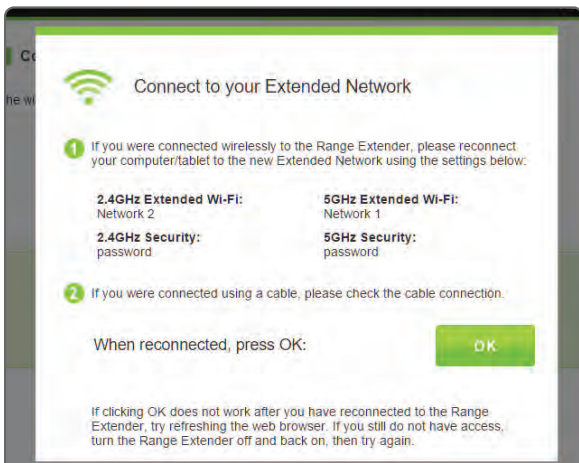 Co
he wi
Connect to your Extended Network
1 If you were connected wirelessly to the Range Extender, please reconnect
your computer/tablet to the new Extended Network using the settings below:
2.4GHz Extended Wi-Fi: 5GHz Extended Wi-Fi:
Network 2 Network 1
2.4GHz Security: 5GHz Security:
password password
2 If you were connected using a cable, please check the cable connection.
When reconnected, press OK: OK
If clicking OK does not work after you have reconnected to the Range
Extender, try refreshing the web browser. If you still do not have access,
turn the Range Extender off and back on, then try again.